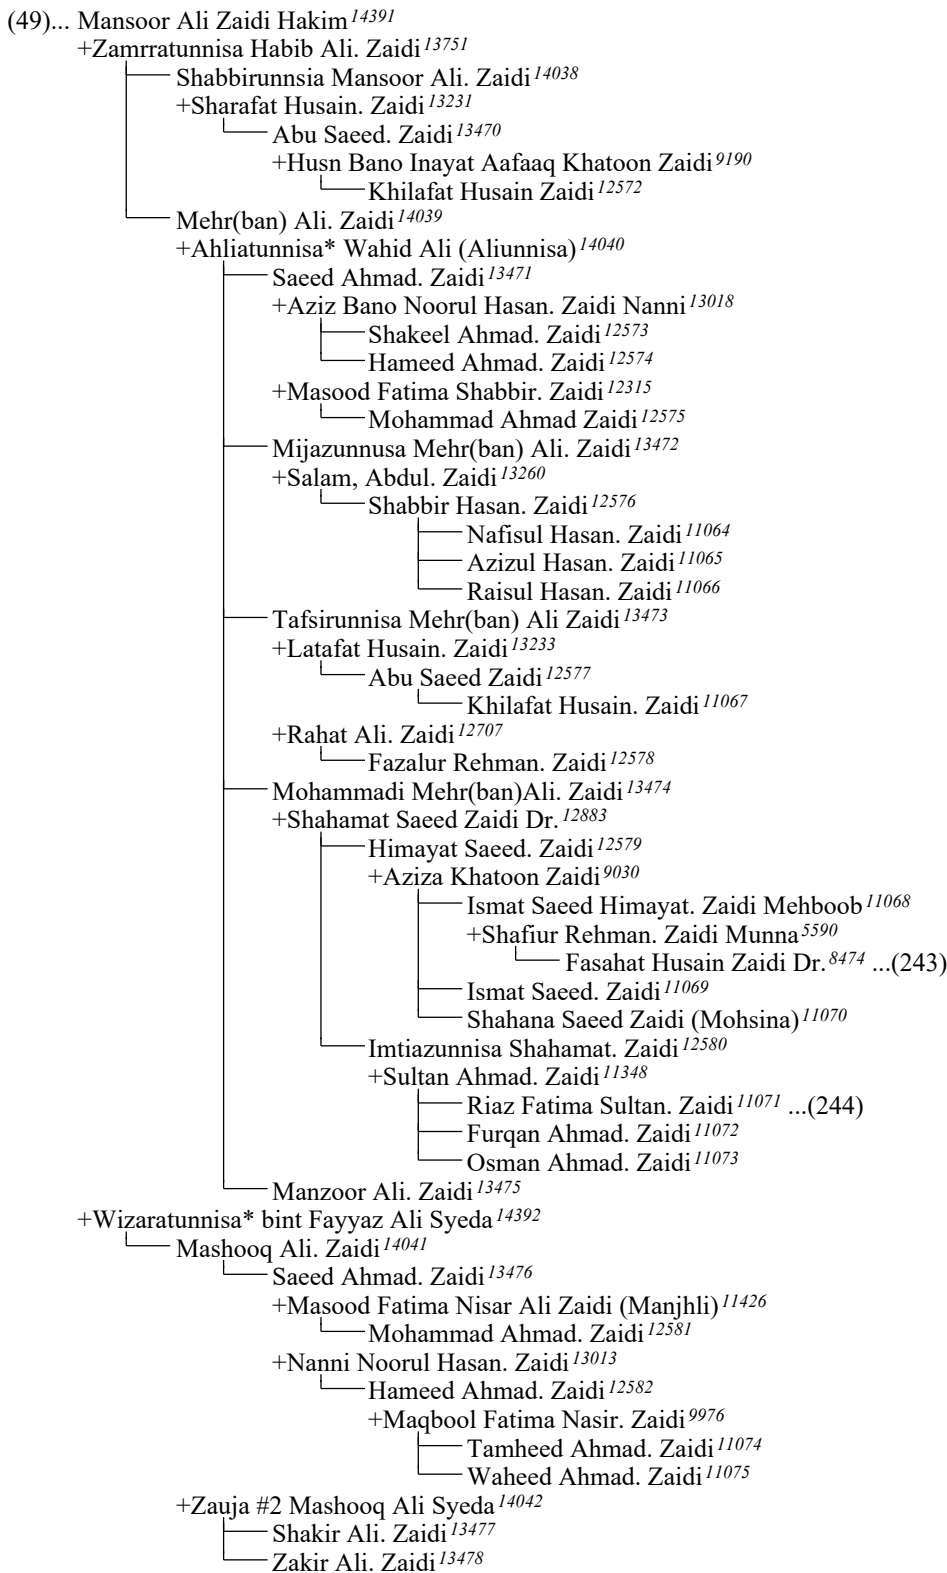 (49)... Mansoor Ali Zaidi Hakim 14391
+Zamrratunnisa Habib Ali. Zaidi 13751
Shabbirunnsia Mansoor Ali. Zaidi 14038
+Sharafat Husain. Zaidi 13231
Abu Saeed. Zaidi 13470
+Husn Bano Inayat Aafaaq Khatoon Zaidi 9190
Khilafat Husain Zaidi 12572
Mehr(ban) Ali. Zaidi 14039
+Ahliatunnisa* Wahid Ali (Aliunnisa) 14040
Saeed Ahmad. Zaidi 13471
+Aziz Bano Noorul Hasan. Zaidi Nanni 13018
Shakeel Ahmad. Zaidi 12573
Hameed Ahmad. Zaidi 12574
+Masood Fatima Shabbir. Zaidi 12315
Mohammad Ahmad Zaidi 12575
Mijazunnusa Mehr(ban) Ali. Zaidi 13472
+Salam, Abdul. Zaidi 13260
Shabbir Hasan. Zaidi 12576
Nafisul Hasan. Zaidi 11064
Azizul Hasan. Zaidi 11065
Raisul Hasan. Zaidi 11066
Tafsirunnisa Mehr(ban) Ali Zaidi 13473
+Latafat Husain. Zaidi 13233
Abu Saeed Zaidi 12577
Khilafat Husain. Zaidi 11067
+Rahat Ali. Zaidi 12707
Fazalur Rehman. Zaidi 12578
Mohammadi Mehr(ban)Ali. Zaidi 13474
+Shahamat Saeed Zaidi Dr. 12883
Himayat Saeed. Zaidi 12579
+Aziza Khatoon Zaidi 9030
Ismat Saeed Himayat. Zaidi Mehboob 11068
+Shafiur Rehman. Zaidi Munna 5590
Fasahat Husain Zaidi Dr. 8474 ...(243)
Ismat Saeed. Zaidi 11069
Shahana Saeed Zaidi (Mohsina) 11070
Imtiazunnisa Shahamat. Zaidi 12580
+Sultan Ahmad. Zaidi 11348
Riaz Fatima Sultan. Zaidi 11071 ...(244)
Furqan Ahmad. Zaidi 11072
Osman Ahmad. Zaidi 11073
Manzoor Ali. Zaidi 13475
+Wizaratunnisa* bint Fayyaz Ali Syeda 14392
Mashooq Ali. Zaidi 14041
Saeed Ahmad. Zaidi 13476
+Masood Fatima Nisar Ali Zaidi (Manjhli) 11426
Mohammad Ahmad. Zaidi 12581
+Nanni Noorul Hasan. Zaidi 13013
Hameed Ahmad. Zaidi 12582
+Maqbool Fatima Nasir. Zaidi 9976
Tamheed Ahmad. Zaidi 11074
Waheed Ahmad. Zaidi 11075
+Zauja #2 Mashooq Ali Syeda 14042
Shakir Ali. Zaidi 13477
Zakir Ali. Zaidi 13478